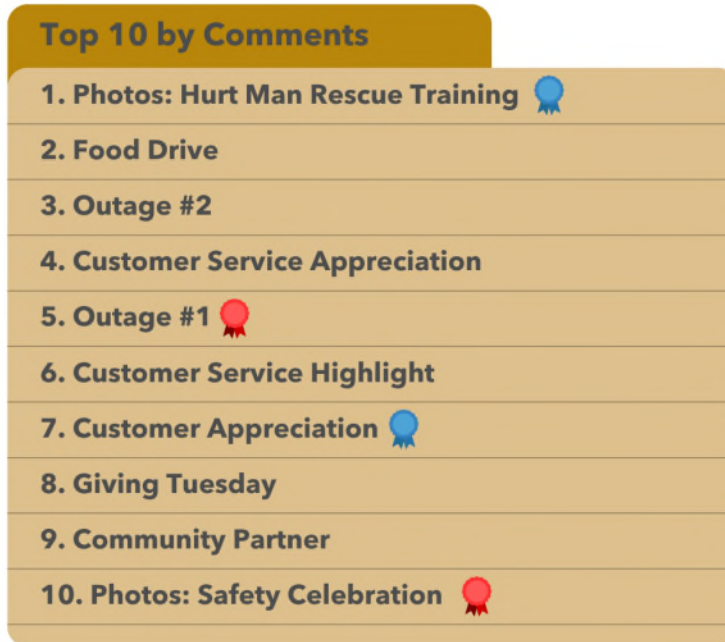 Top 10 by Comments
1. Photos: Hurt Man Rescue Training
2. Food Drive
3. Outage #2
4. Customer Service Appreciation
5. Outage #1
6. Customer Service Highlight
7. Customer Appreciation
8. Giving Tuesday
9. Community Partner
10. Photos: Safety Celebration